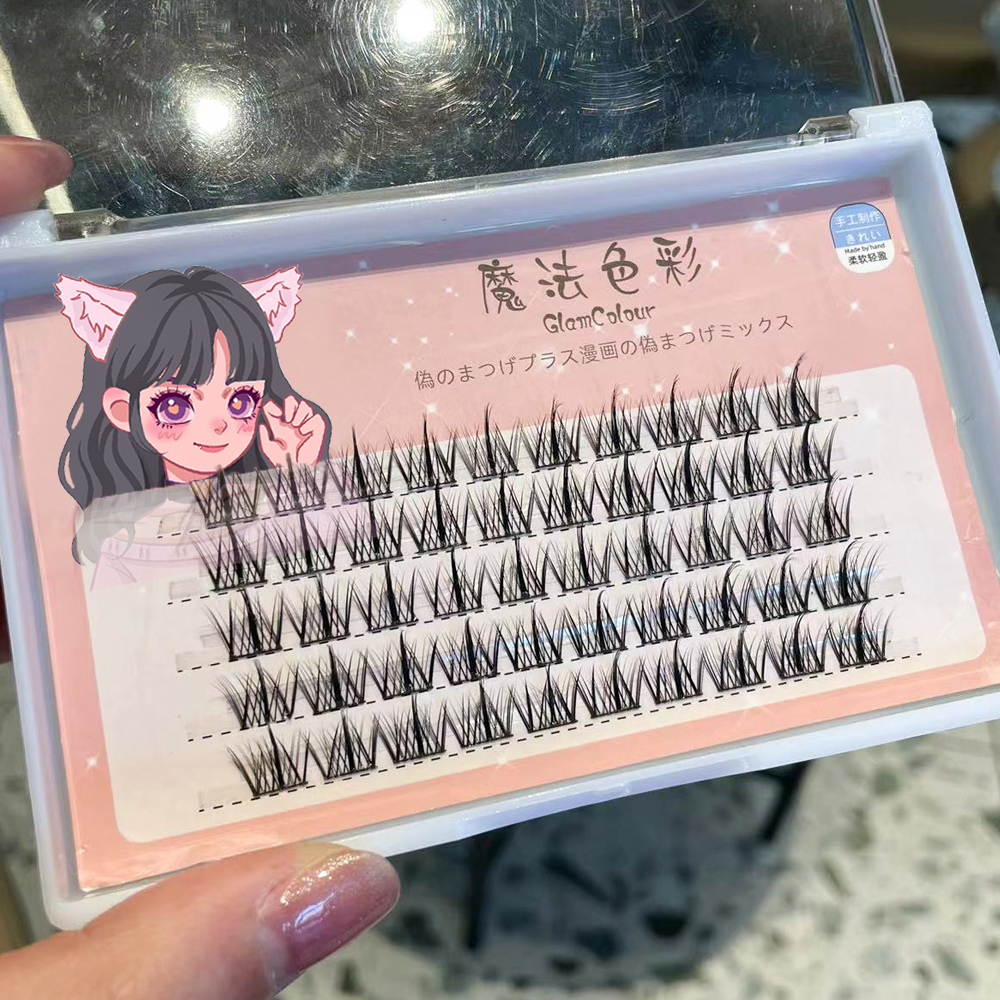 魔法色彩
GlamColour
偽のまつげプラス漫画の偽まつげミックス
手工制作
きれい
Made by hand
柔软轻盈